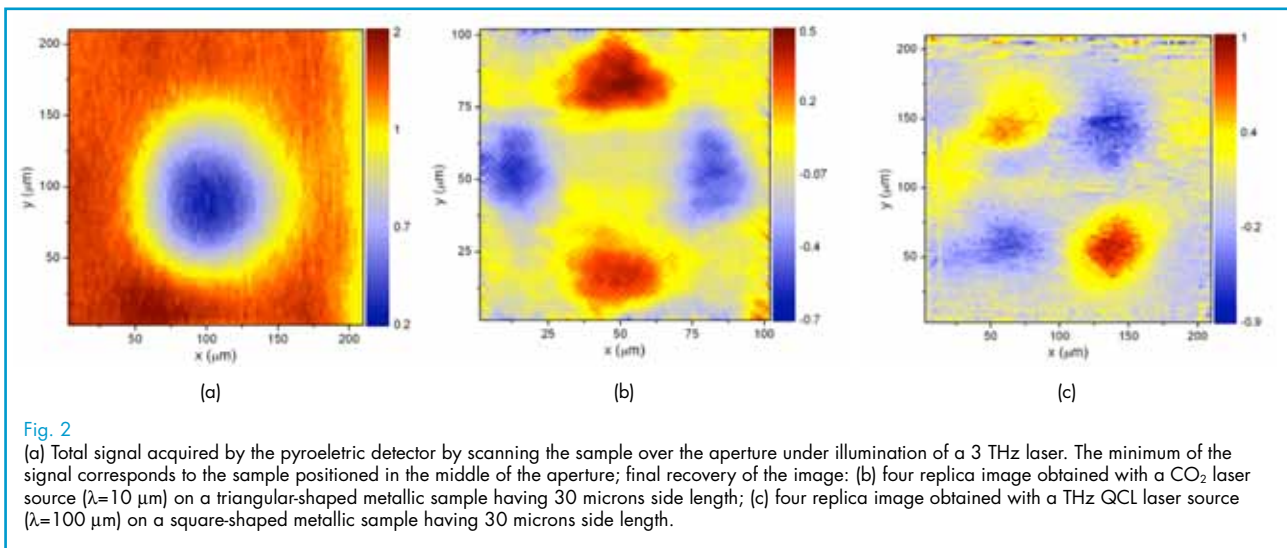 200
150
100
50
y (μm)
2
1
0.7
0.2
50 100 150 200
x (μm)
100
75
50
25
y (μm)
0.5
0.2
-0.07
-0.4
-0.7
25 50 75 100
x (μm)
200
150
100
50
y (μm)
1
0.4
-0.2
-0.9
50 100 150 200
x (μm)
(a) (b) (c)
Fig. 2
(a) Total signal acquired by the pyroeletric detector by scanning the sample over the aperture under illumination of a 3 THz laser. The minimum of the
signal corresponds to the sample positioned in the middle of the aperture; final recovery of the image: (b) four replica image obtained with a CO₂ laser
source (λ=10 μm) on a triangular-shaped metallic sample having 30 microns side length; (c) four replica image obtained with a THz QCL laser source
(λ=100 μm) on a square-shaped metallic sample having 30 microns side length.